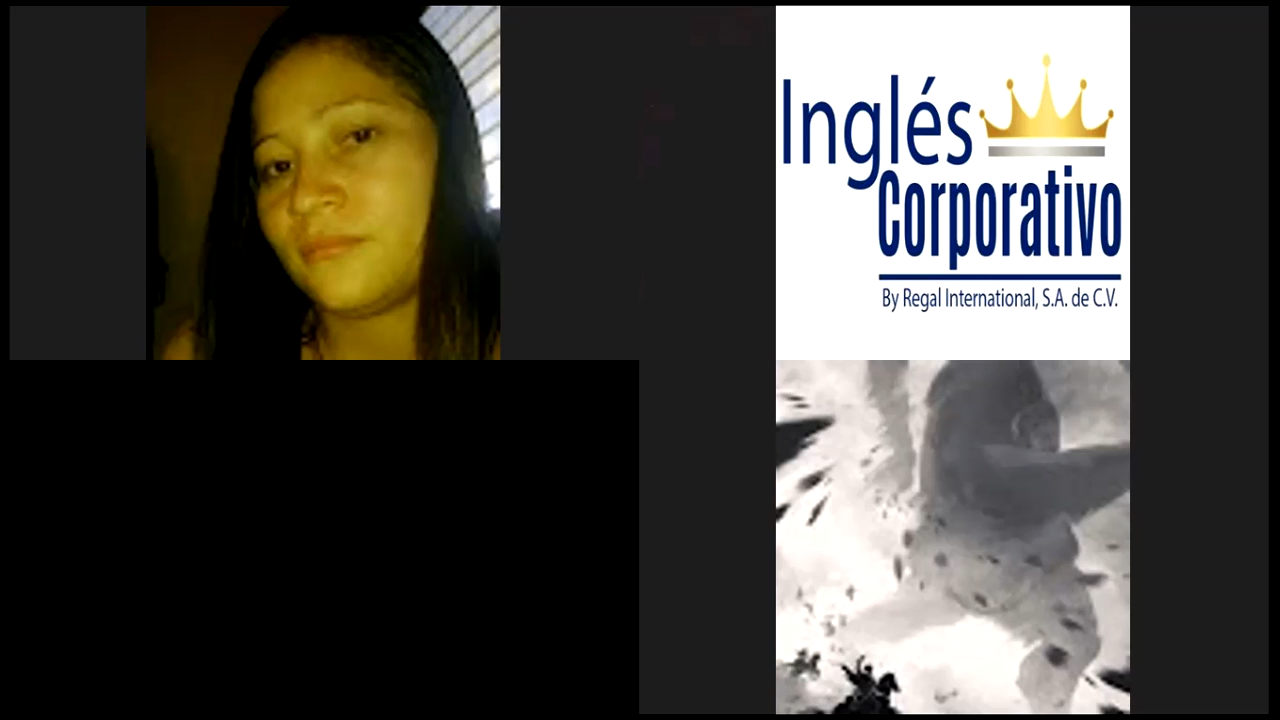 Inglés
Corporativo
By Regal International, S.A. de C.V.